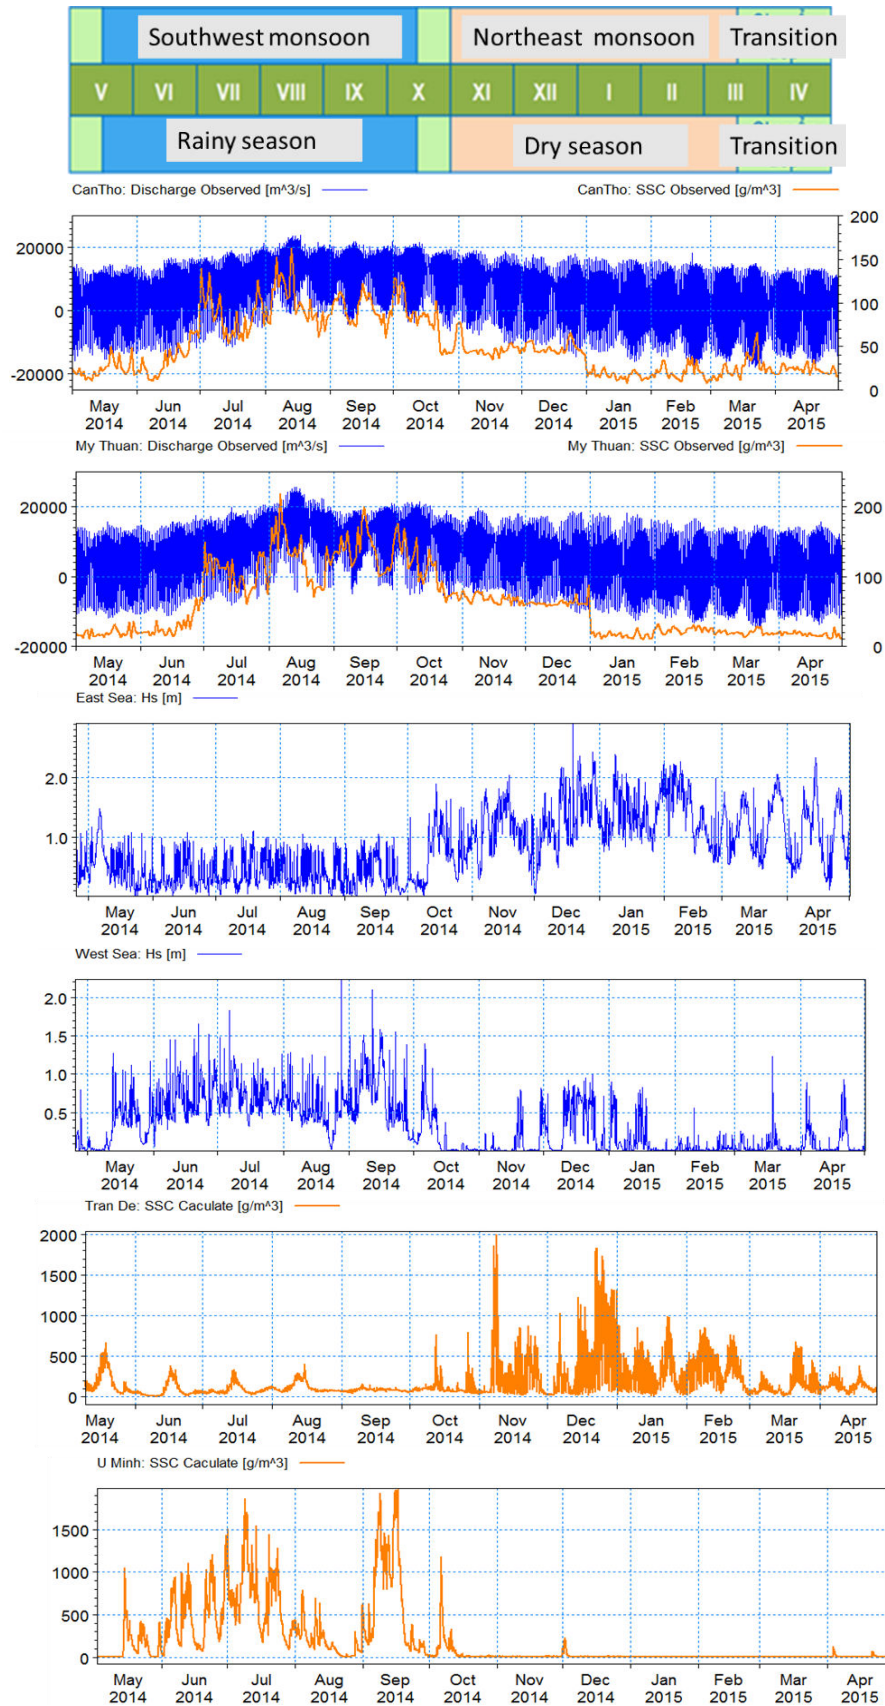 Southwest monsoon Northeast monsoon Transition
V VI VII VIII IX X XI XII I II III IV
Rainy season Dry season Transition
CanTho: Discharge Observed [m^3/s] CanTho: SSC Observed [g/m^3]
200
20000
150
0
100
50
-20000
0
May Jun Jul Aug Sep Oct Nov Dec Jan Feb Mar Apr
2014 2014 2014 2014 2014 2014 2014 2014 2015 2015 2015 2015
My Thuan: Discharge Observed [m^3/s] My Thuan: SSC Observed [g/m^3]
20000 200
0 100
-20000 0
May Jun Jul Aug Sep Oct Nov Dec Jan Feb Mar Apr
2014 2014 2014 2014 2014 2014 2014 2014 2015 2015 2015 2015
East Sea: Hs [m]
2.0
1.0
May Jun Jul Aug Sep Oct Nov Dec Jan Feb Mar Apr
2014 2014 2014 2014 2014 2014 2014 2014 2015 2015 2015 2015
West Sea: Hs [m]
2.0
1.5
1.0
0.5
May Jun Jul Aug Sep Oct Nov Dec Jan Feb Mar Apr
2014 2014 2014 2014 2014 2014 2014 2014 2015 2015 2015 2015
Tran De: SSC Caculate [g/m^3]
2000
1500
1000
500
0
May Jun Jul Aug Sep Oct Nov Dec Jan Feb Mar Apr
2014 2014 2014 2014 2014 2014 2014 2014 2015 2015 2015 2015
U Minh: SSC Caculate [g/m^3]
1500
1000
500
0
May Jun Jul Aug Sep Oct Nov Dec Jan Feb Mar Apr
2014 2014 2014 2014 2014 2014 2014 2014 2015 2015 2015 2015